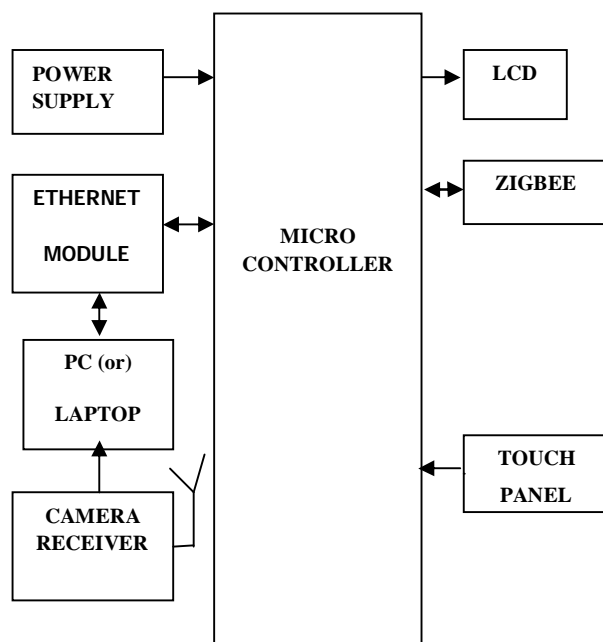 POWER
SUPPLY
LCD
ETHERNET
MODULE
ZIGBEE
MICRO
CONTROLLER
PC (or)
LAPTOP
TOUCH
PANEL
CAMERA
RECEIVER